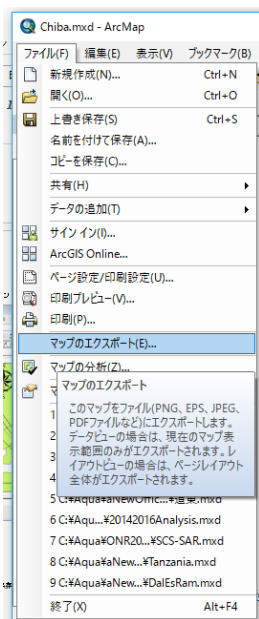 Chiba.mxd - ArcMap
ファイル(F) 編集(E) 表示(V) ブックマーク(B)
新規作成(N)... Ctrl+N
開く(O)... Ctrl+O
上書き保存(S) Ctrl+S
名前を付けて保存(A)...
コピーを保存(C)...
共有(H)
データの追加(T)
サイン イン(I)...
ArcGIS Online...
ページ設定/印刷設定(U)...
印刷プレビュー(V)...
印刷(P)...
マップのエクスポート(E)...
マップの分析(Z)...
マップのエクスポート
このマップをファイル(PNG、EPS、JPEG、
PDFファイルなど)にエクスポートします。
データビューの場合は、現在のマップ表
示範囲のみがエクスポートされます。レ
イアウトビューの場合は、ページレイアウト
全体がエクスポートされます。
1
2
3
4
5 C:¥Aqua¥aNewOffic...¥道東.mxd
6 C:¥Aqu...¥20142016Analysis.mxd
7 C:¥Aqua¥ONR20...¥SCS-SAR.mxd
8 C:¥Aqua¥aNew...¥Tanzania.mxd
9 C:¥Aqua¥aNew...¥DalEsRam.mxd
終了(X) Alt+F4